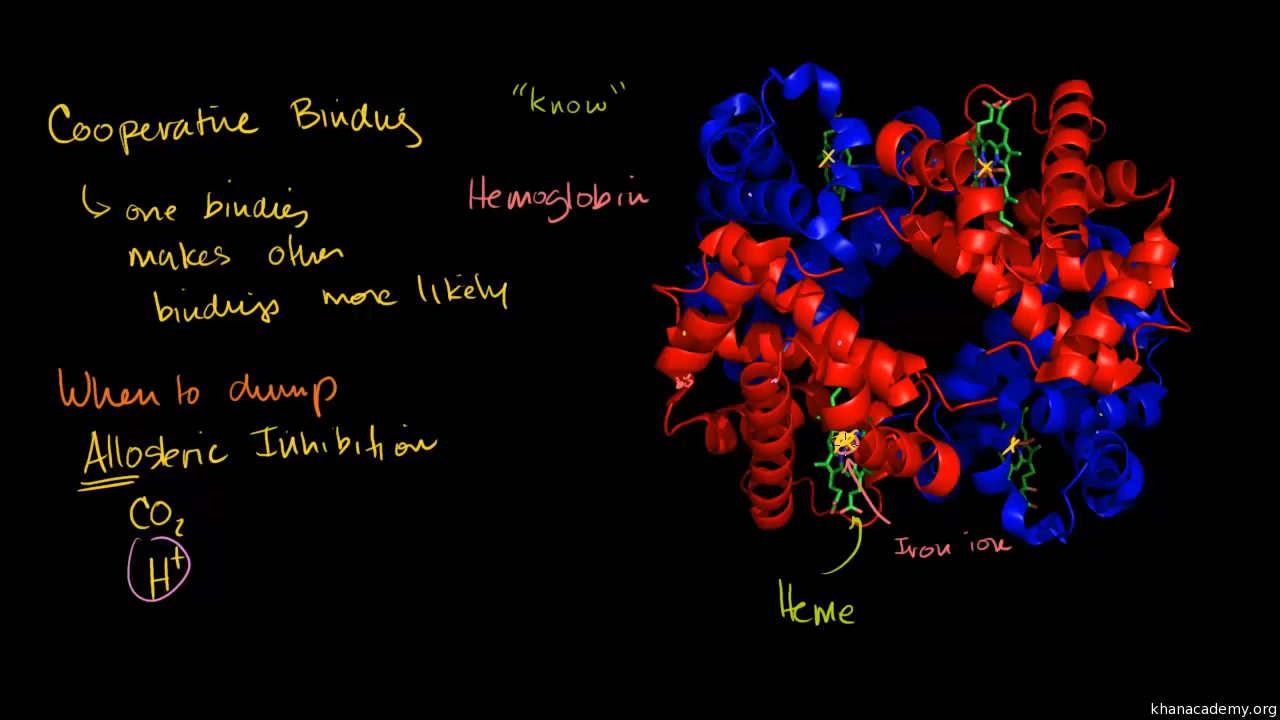 Cooperative Binding
"know"
Hemoglobin
↳ one binding
makes other
bindings more likely
When to dump
Allosteric Inhibition
CO₂
H⁺
Iron ion
Heme
khanacademy.org